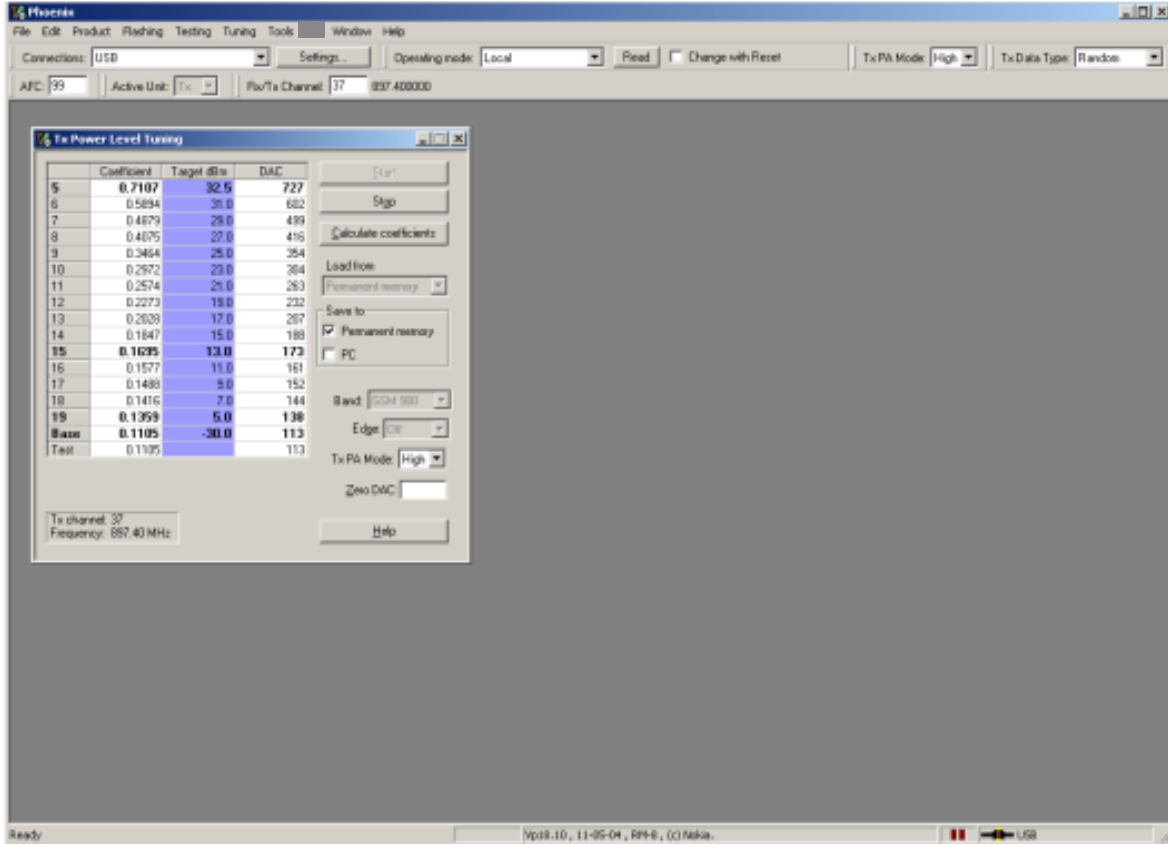 Phoenix
File Edit Product Flashing Testing Tuning Tools Window Help
Connections: USB Settings... Operating mode: Local Read Change with Reset Tx PA Mode: High Tx Data Type: Random
AFC: 99 Active Unit: Tx Rx/Tx Channel: 37 897.400000
Tx Power Level Tuning
Coefficient Target dBm DAC
5 0.7107 32.5 727
6 0.5894 31.0 602
7 0.4879 29.0 499
8 0.4075 27.0 416
9 0.3464 25.0 354
10 0.2972 23.0 304
11 0.2574 21.0 263
12 0.2273 19.0 232
13 0.2028 17.0 207
14 0.1847 15.0 188
15 0.1695 13.0 173
16 0.1577 11.0 161
17 0.1488 9.0 152
18 0.1416 7.0 144
19 0.1359 5.0 138
Base 0.1105 -30.0 113
Test 0.1105 113
Start
Stop
Calculate coefficients
Load from
Permanent memory
Save to
Permanent memory
PC
Band: GSM 900
Edge: Off
Tx PA Mode: High
Zero DAC:
Help
Tx channel: 37
Frequency: 897.40 MHz
Ready Vp18.10, 11-05-04, RM-8, (c) Nokia. USB